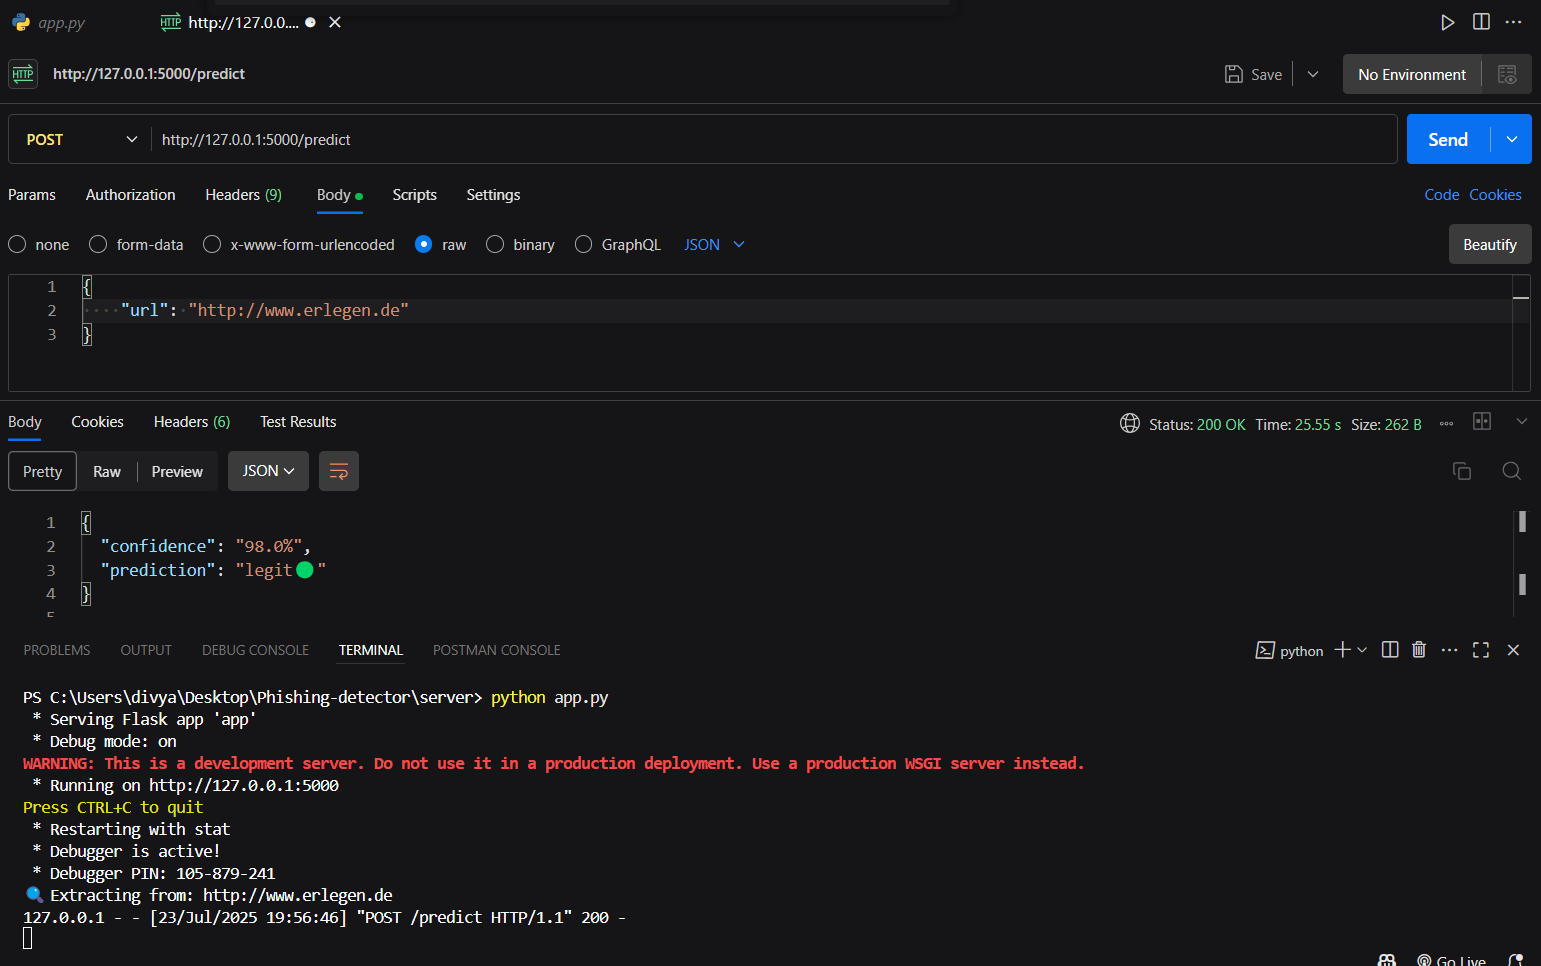 app.py
http://127.0.0....
HTTP http://127.0.0.1:5000/predict
Save
No Environment
POST http://127.0.0.1:5000/predict
Send
Params Authorization Headers (9) Body Scripts Settings
Code Cookies
none form-data x-www-form-urlencoded raw binary GraphQL JSON
Beautify
1 {
2 "url": "http://www.erlegen.de"
3 }
Body Cookies Headers (6) Test Results
Status: 200 OK Time: 25.55 s Size: 262 B
Pretty Raw Preview JSON
1 {
2 "confidence": "98.0%",
3 "prediction": "legit🟢"
4 }
PROBLEMS OUTPUT DEBUG CONSOLE TERMINAL POSTMAN CONSOLE
python
PS C:\Users\divya\Desktop\Phishing-detector\server> python app.py
* Serving Flask app 'app'
* Debug mode: on
WARNING: This is a development server. Do not use it in a production deployment. Use a production WSGI server instead.
* Running on http://127.0.0.1:5000
Press CTRL+C to quit
* Restarting with stat
* Debugger is active!
* Debugger PIN: 105-879-241
🔍 Extracting from: http://www.erlegen.de
127.0.0.1 - - [23/Jul/2025 19:56:46] "POST /predict HTTP/1.1" 200 -
Go Live